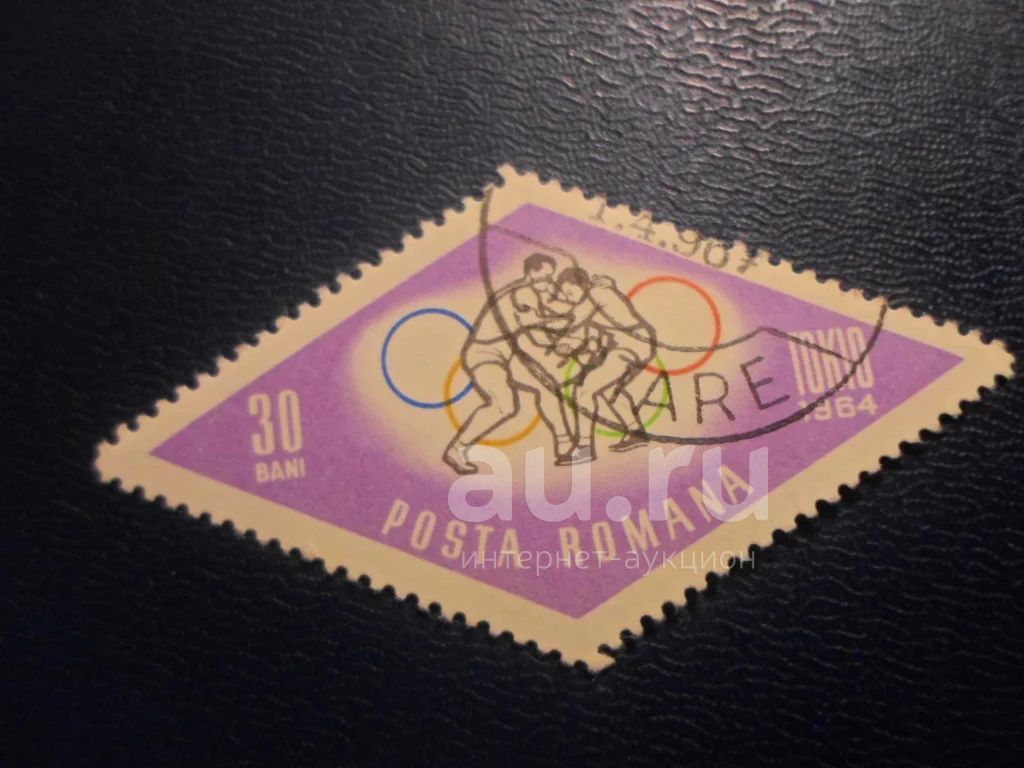 1.4.967
ARE
TOKIO
1964
30
BANI
POSTA ROMANA
au.ru
интернет-аукцион